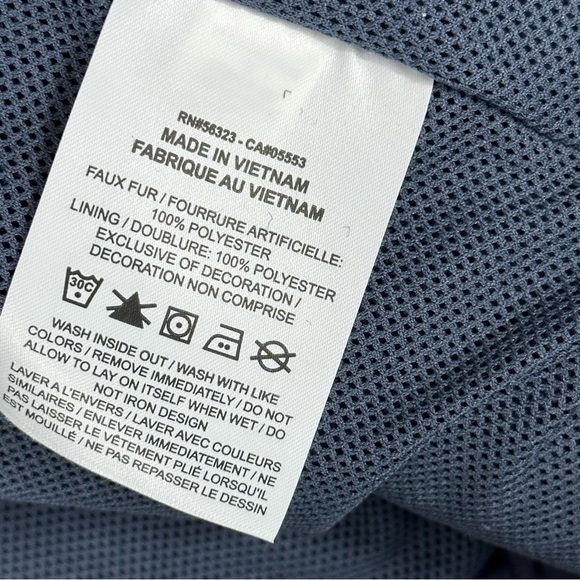 RN#56323 - CA#05553
MADE IN VIETNAM
FABRIQUE AU VIETNAM
FAUX FUR / FOURRURE ARTIFICIELLE:
100% POLYESTER
LINING / DOUBLURE: 100% POLYESTER
EXCLUSIVE OF DECORATION /
DECORATION NON COMPRISE
30C
WASH INSIDE OUT / WASH WITH LIKE
COLORS / REMOVE IMMEDIATELY / DO NOT
ALLOW TO LAY ON ITSELF WHEN WET / DO
NOT IRON DESIGN
LAVER A L'ENVERS / LAVER AVEC COULEURS
SIMILAIRES / ENLEVER IMMEDIATEMENT / NE
PAS LAISSER LE VÊTEMENT PLIÉ LORSQU'IL
EST MOUILLÉ / NE PAS REPASSER LE DESSIN